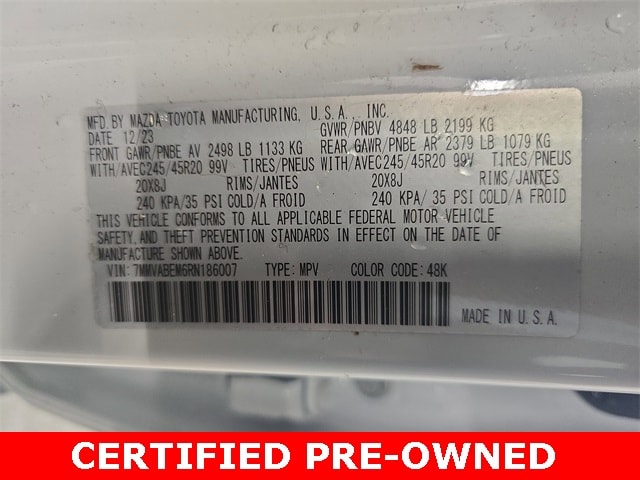 MFD BY MAZDA TOYOTA MANUFACTURING, U.S.A., INC.
DATE 12/23 GVWR/PNBV 4848 LB 2199 KG
FRONT GAWR/PNBE AV 2498 LB 1133 KG REAR GAWR/PNBE AR 2379 LB 1079 KG
WITH/AVEC245/45R20 99V TIRES/PNEUS WITH/AVEC245/45R20 99V TIRES/PNEUS
20X8J RIMS/JANTES 20X8J RIMS/JANTES
240 KPA/35 PSI COLD/A FROID 240 KPA/ 35 PSI COLD/A FROID
THIS VEHICLE CONFORMS TO ALL APPLICABLE FEDERAL MOTOR VEHICLE
SAFETY, AND THEFT PREVENTION STANDARDS IN EFFECT ON THE DATE OF
MANUFACTURE SHOWN ABOVE.
VIN: 7MMVABEM6RN186007 TYPE: MPV COLOR CODE: 48K
MADE IN U.S.A.
CERTIFIED PRE-OWNED